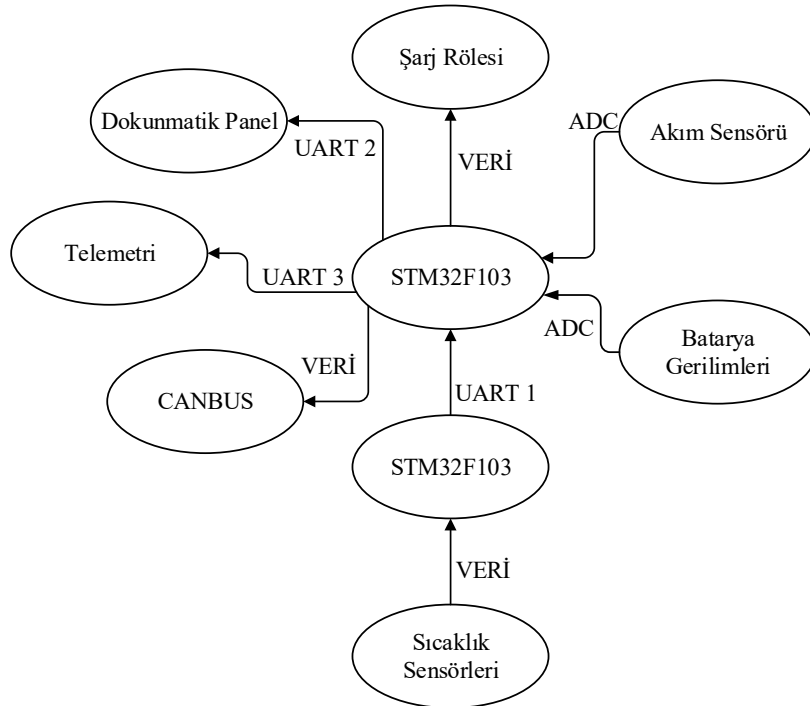 Şarj Rölesi
Dokunmatik Panel
UART 2
VERİ
ADC
Akım Sensörü
Telemetri
UART 3
STM32F103
ADC
Batarya
Gerilimleri
VERİ
CANBUS
UART 1
STM32F103
VERİ
Sıcaklık
Sensörleri